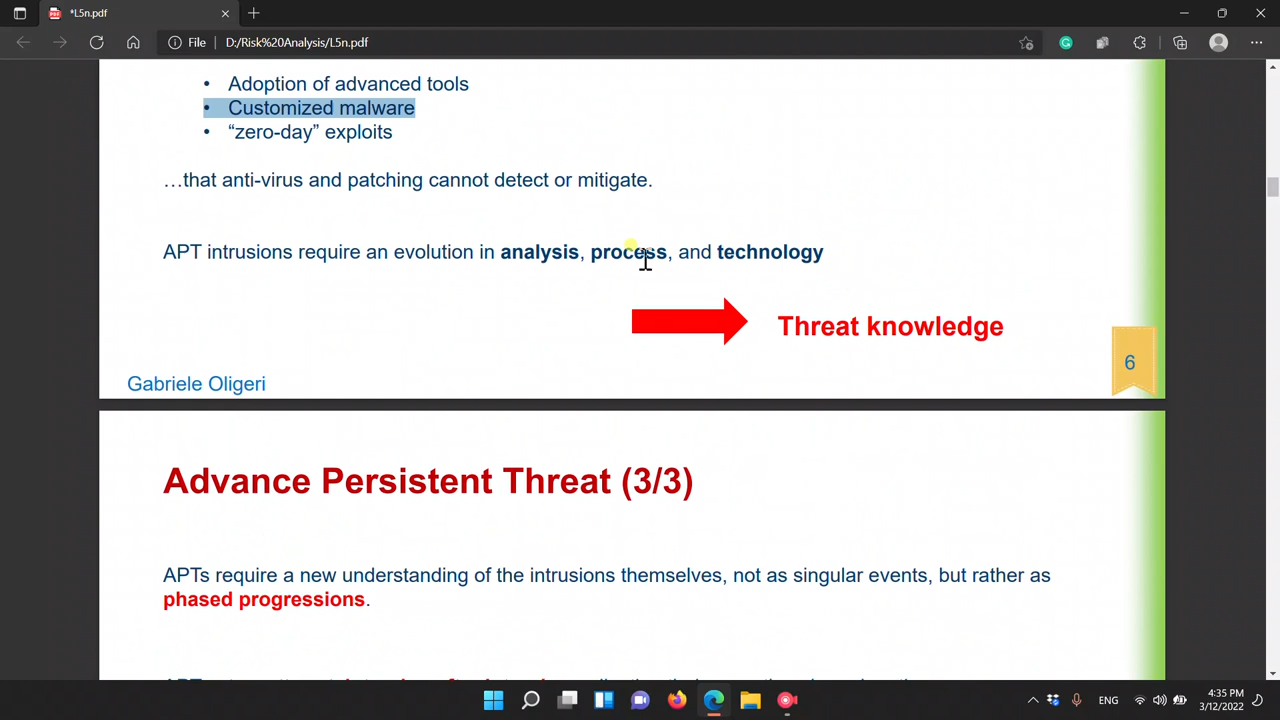 *L5n.pdf
File
D:/Risk%20Analysis/L5n.pdf
• Adoption of advanced tools
• Customized malware
• “zero-day” exploits
…that anti-virus and patching cannot detect or mitigate.
APT intrusions require an evolution in analysis, process, and technology
Threat knowledge
6
Gabriele Oligeri
Advance Persistent Threat (3/3)
APTs require a new understanding of the intrusions themselves, not as singular events, but rather as
phased progressions.
ENG
4:35 PM
3/12/2022